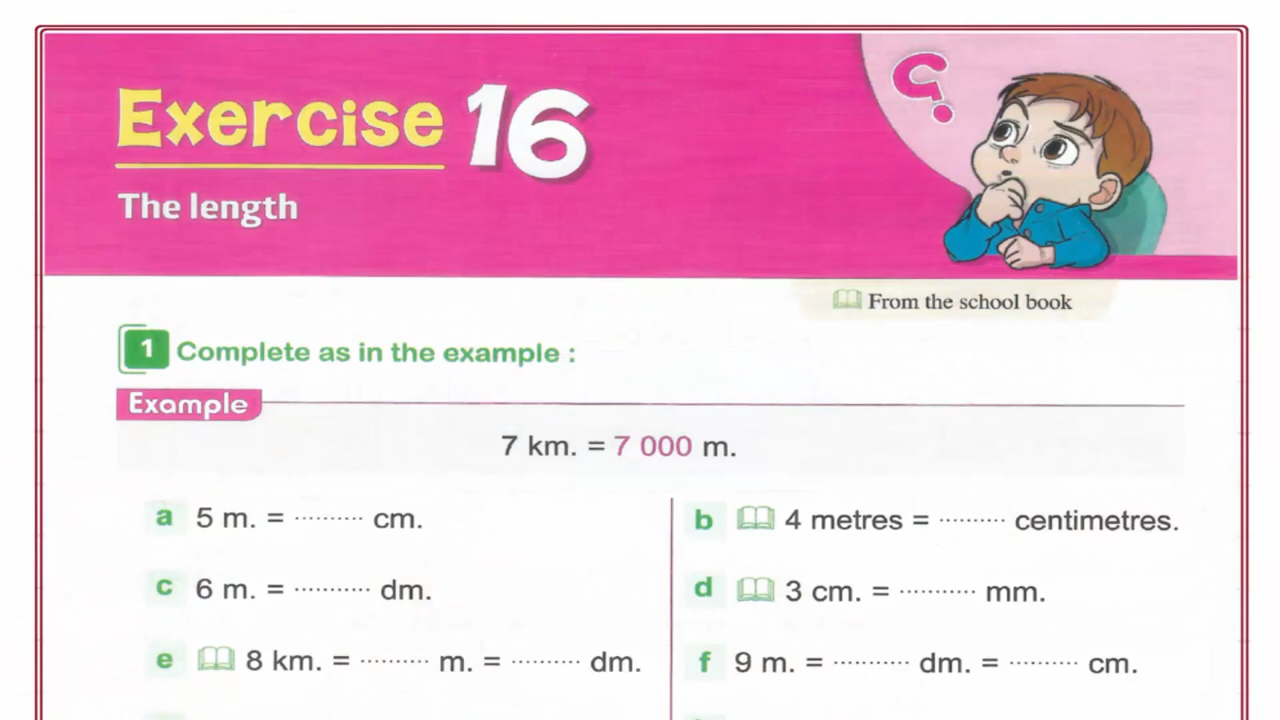 Exercise 16
The length
?
From the school book
1 Complete as in the example :
Example
7 km. = 7 000 m.
a 5 m. = ·········· cm.
b 4 metres = ·········· centimetres.
c 6 m. = ··········· dm.
d 3 cm. = ··········· mm.
e 8 km. = ·········· m. = ·········· dm.
f 9 m. = ··········· dm. = ·········· cm.